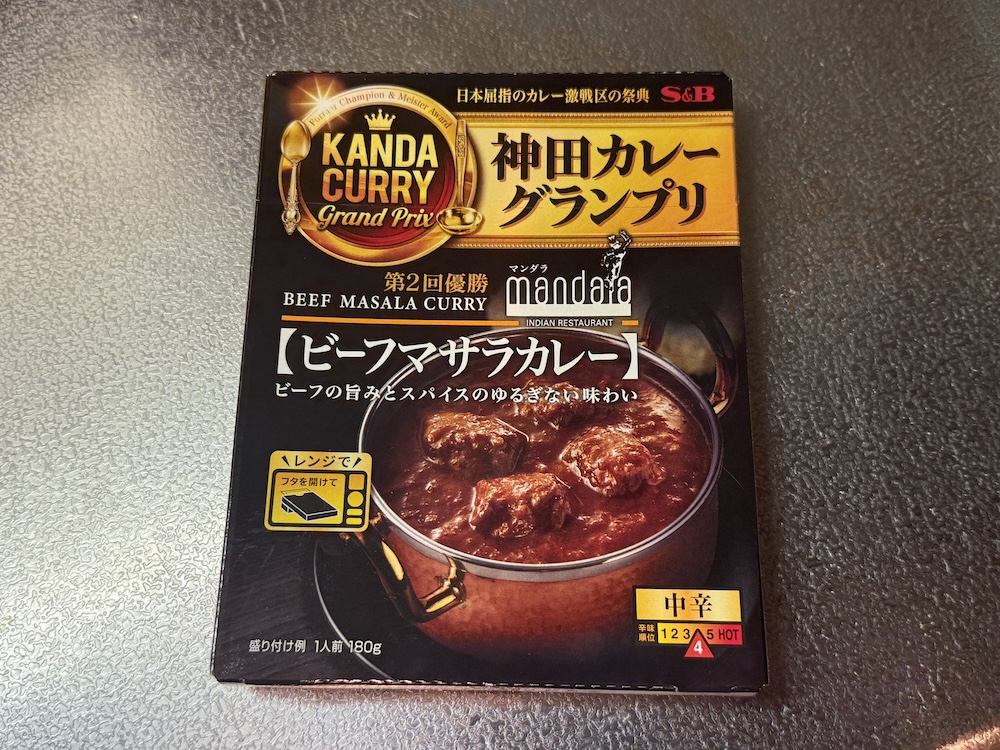 日本屈指のカレー激戦区の祭典 S&B
Fortait Champion & Meister Award
KANDA
CURRY
Grand Prix
神田カレー
グランプリ
第2回優勝
BEEF MASALA CURRY
マンダラ
mandala
INDIAN RESTAURANT
【ビーフマサラカレー】
ビーフの旨みとスパイスのゆるぎない味わい
レンジで
フタを開けて
中辛
辛味
順位
1 2 3 4 5 HOT
盛り付け例 1人前 180g